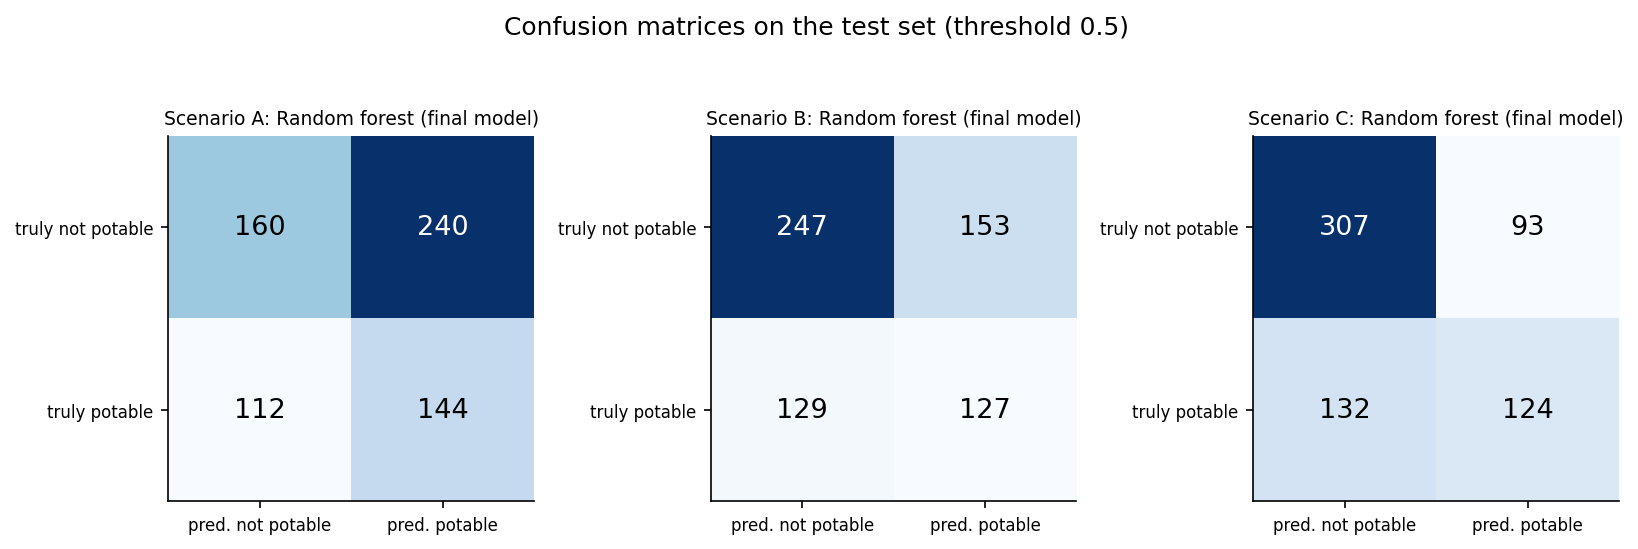 Confusion matrices on the test set (threshold 0.5)
Scenario A: Random forest (final model)
truly not potable
160
240
truly potable
112
144
pred. not potable
pred. potable
Scenario B: Random forest (final model)
truly not potable
247
153
truly potable
129
127
pred. not potable
pred. potable
Scenario C: Random forest (final model)
truly not potable
307
93
truly potable
132
124
pred. not potable
pred. potable